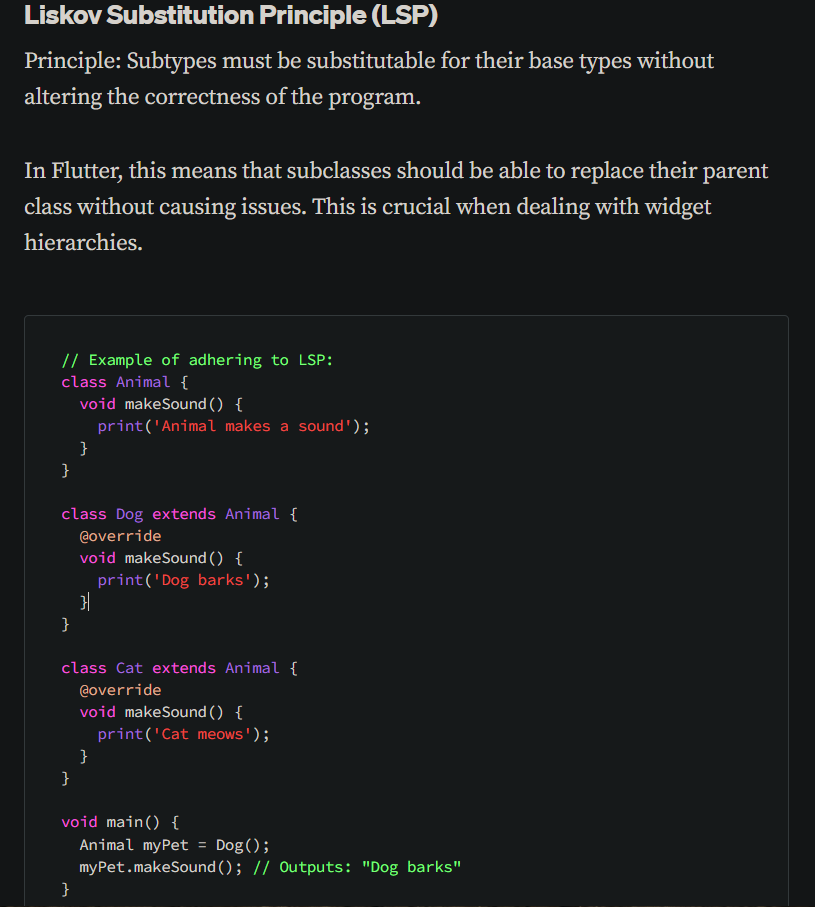 Liskov Substitution Principle (LSP)
Principle: Subtypes must be substitutable for their base types without
altering the correctness of the program.
In Flutter, this means that subclasses should be able to replace their parent
class without causing issues. This is crucial when dealing with widget
hierarchies.
// Example of adhering to LSP:
class Animal {
  void makeSound() {
    print('Animal makes a sound');
  }
}
class Dog extends Animal {
  @override
  void makeSound() {
    print('Dog barks');
  }
}
class Cat extends Animal {
  @override
  void makeSound() {
    print('Cat meows');
  }
}
void main() {
  Animal myPet = Dog();
  myPet.makeSound(); // Outputs: "Dog barks"
}